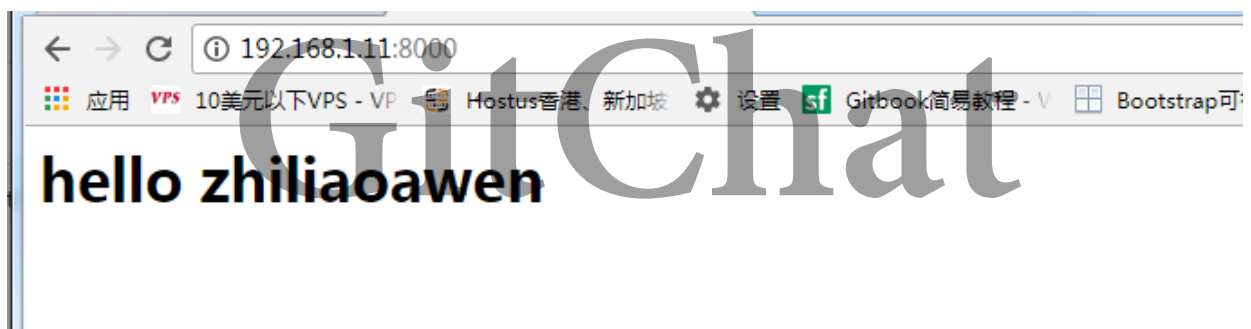 192.168.1.11:8000
应用 VPS 10美元以下VPS - VP Hostus香港、新加坡 设置 sf Gitbook简易教程 - V Bootstrap可
GitChat
hello zhiliaoawen